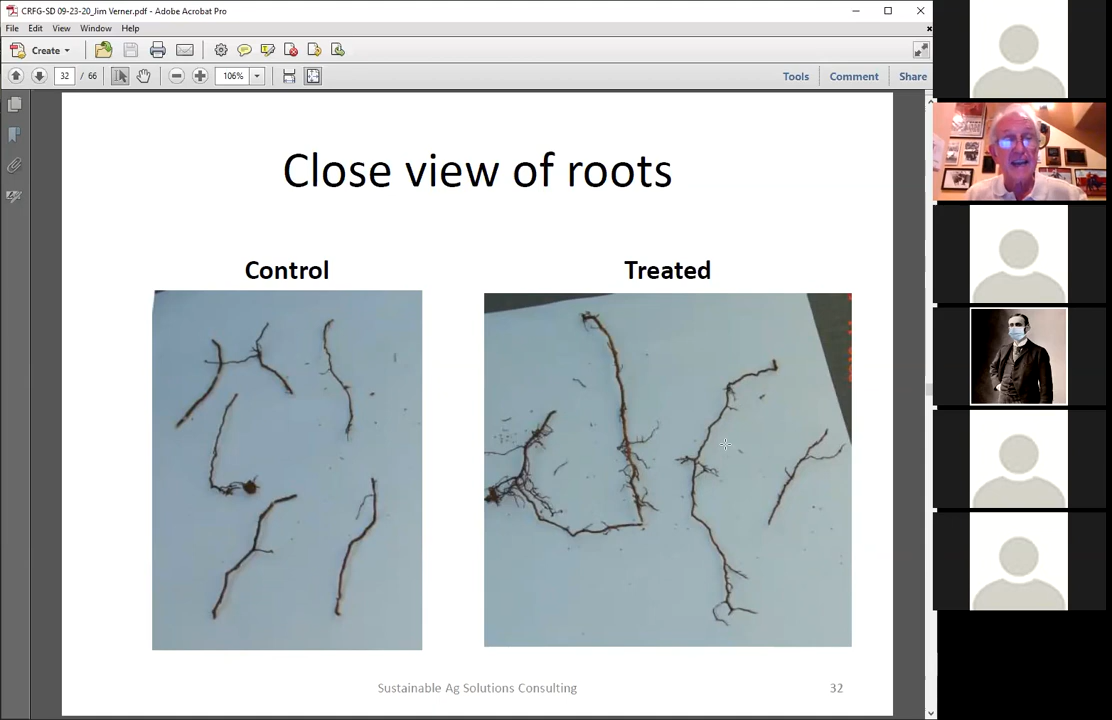 CRFG-SD 09-23-20_Jim Verner.pdf - Adobe Acrobat Pro
File Edit View Window Help
Create
32 / 66 106% Tools Comment Share
Close view of roots
Control Treated
Sustainable Ag Solutions Consulting 32